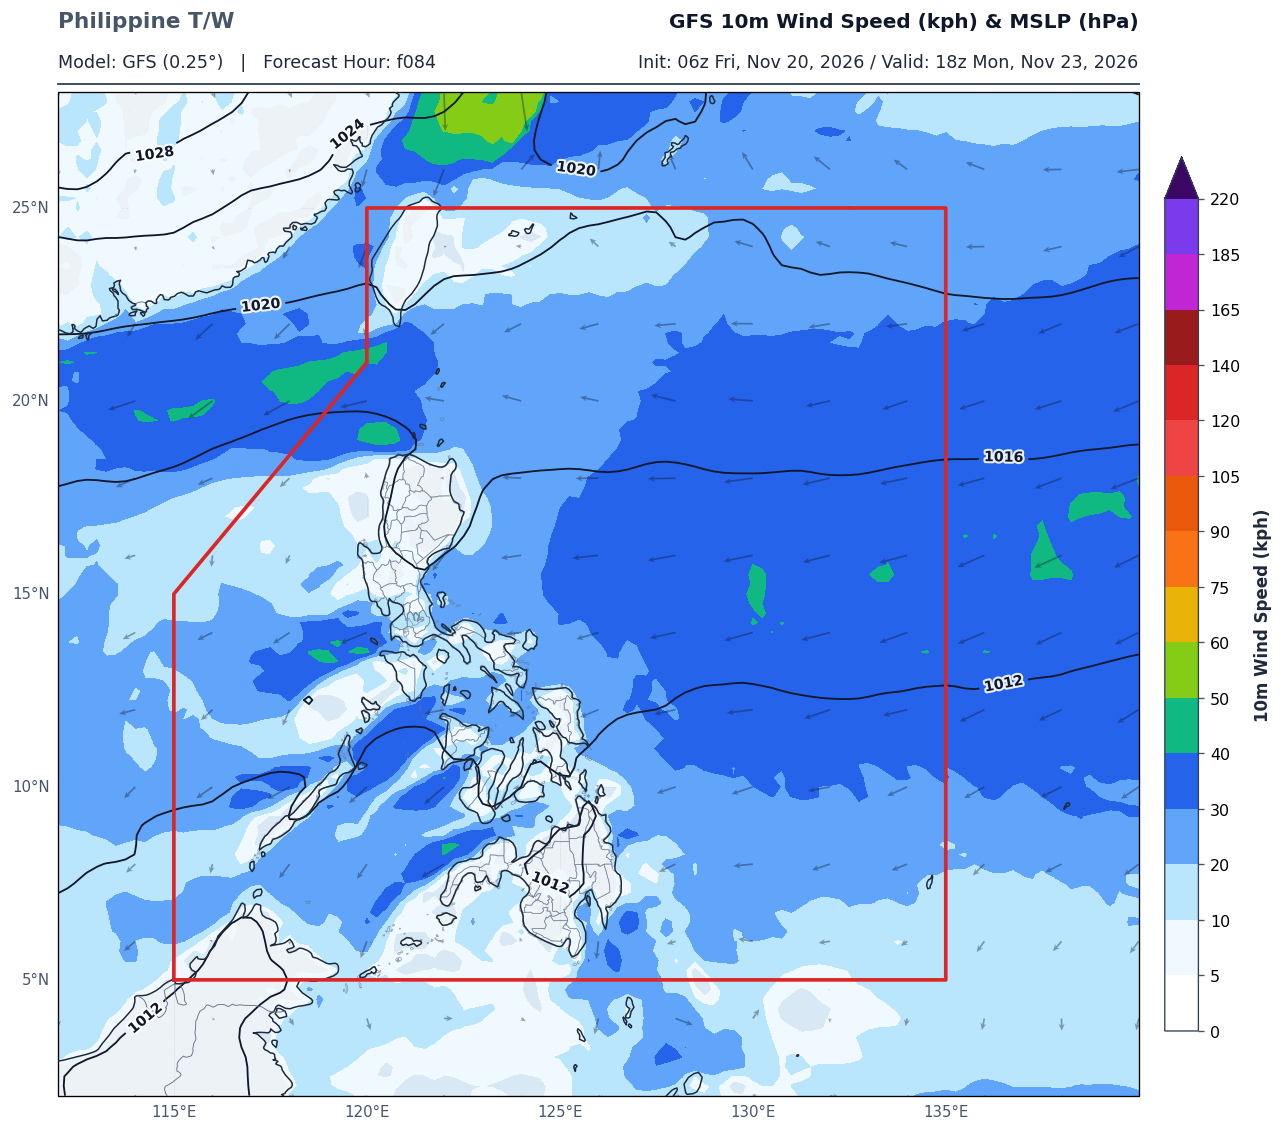 Philippine T/W
GFS 10m Wind Speed (kph) & MSLP (hPa)
Model: GFS (0.25°)   |   Forecast Hour: f084
Init: 06z Fri, Nov 20, 2026 / Valid: 18z Mon, Nov 23, 2026
1028
1024
1020
1020
1016
1012
1012
1012
25°N
20°N
15°N
10°N
5°N
115°E
120°E
125°E
130°E
135°E
220
185
165
140
120
105
90
75
60
50
40
30
20
10
5
0
10m Wind Speed (kph)